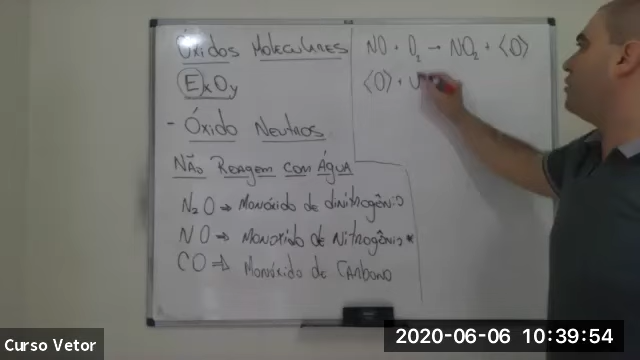 Óxidos Moleculares
ExOy
- Óxido Neutros
Não Reagem com Água
N₂O ⇒ Monóxido de dinitrogênio
NO ⇒ Monoxido de Nitrogênio *
CO ⇒ Monóxido de Carbono
NO + O₂ → NO₂ + <O>
<O> +
Curso Vetor
2020-06-06 10:39:54